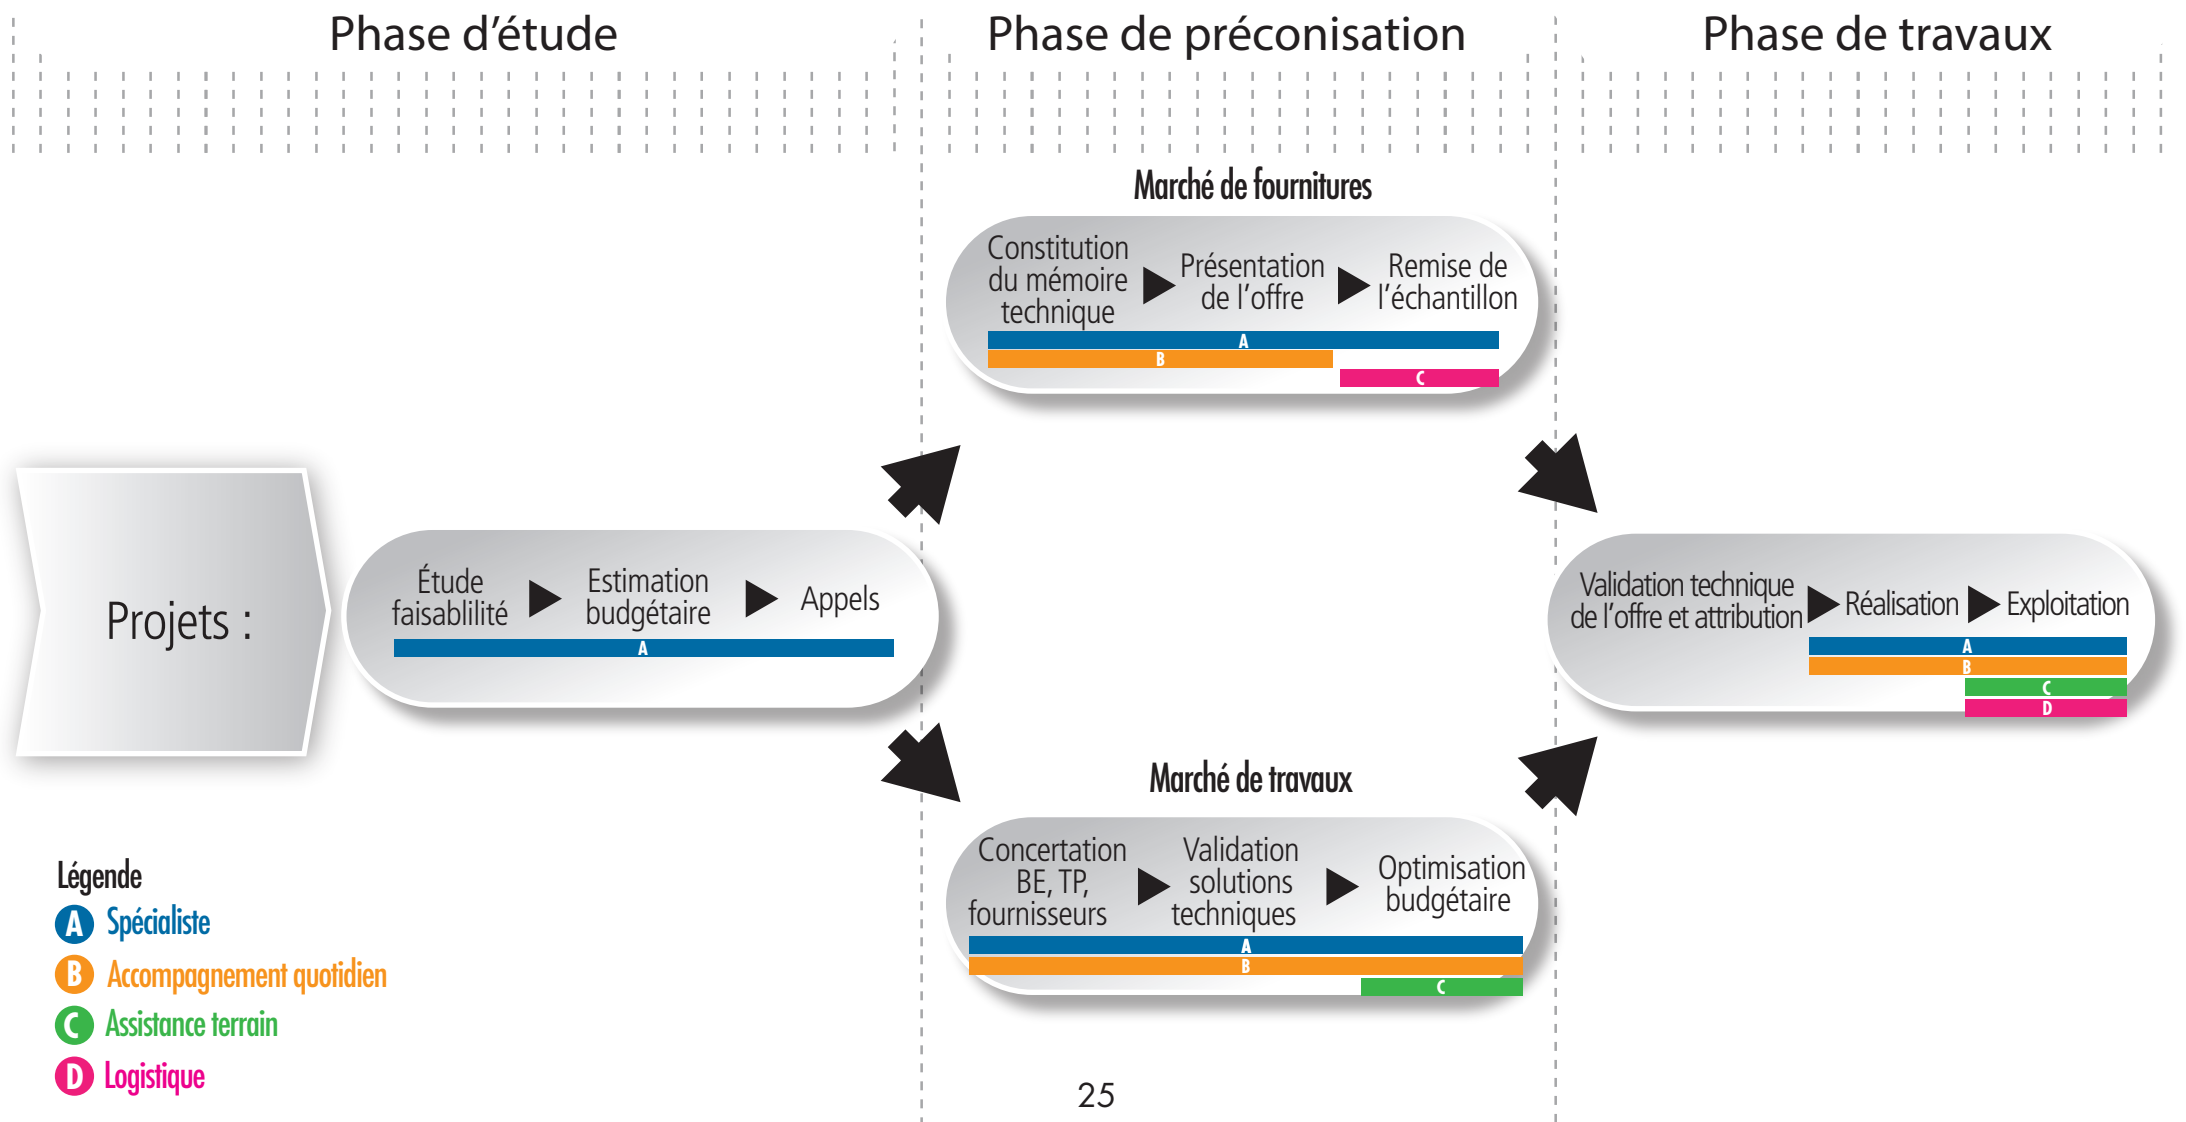 Phase d'étude
Phase de préconisation
Phase de travaux
Marché de fournitures
Constitution
du mémoire
technique
Présentation
de l'offre
Remise de
l'échantillon
A
B
C
Projets :
Étude
faisablilité
Estimation
budgétaire
Appels
A
Validation technique
de l'offre et attribution
Réalisation
Exploitation
A
B
C
D
Marché de travaux
Concertation
BE, TP,
fournisseurs
Validation
solutions
techniques
Optimisation
budgétaire
A
B
C
Légende
A Spécialiste
B Accompagnement quotidien
C Assistance terrain
D Logistique
25